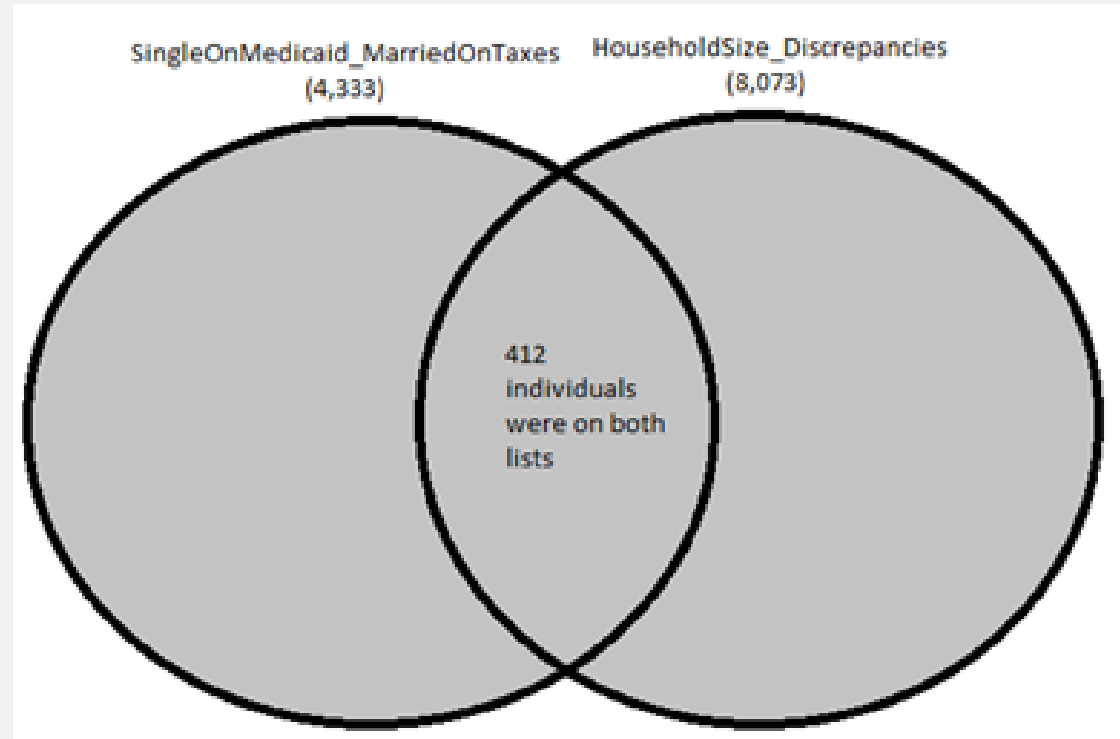 SingleOnMedicaid_MarriedOnTaxes
(4,333)
HouseholdSize_Discrepancies
(8,073)
412
individuals
were on both
lists